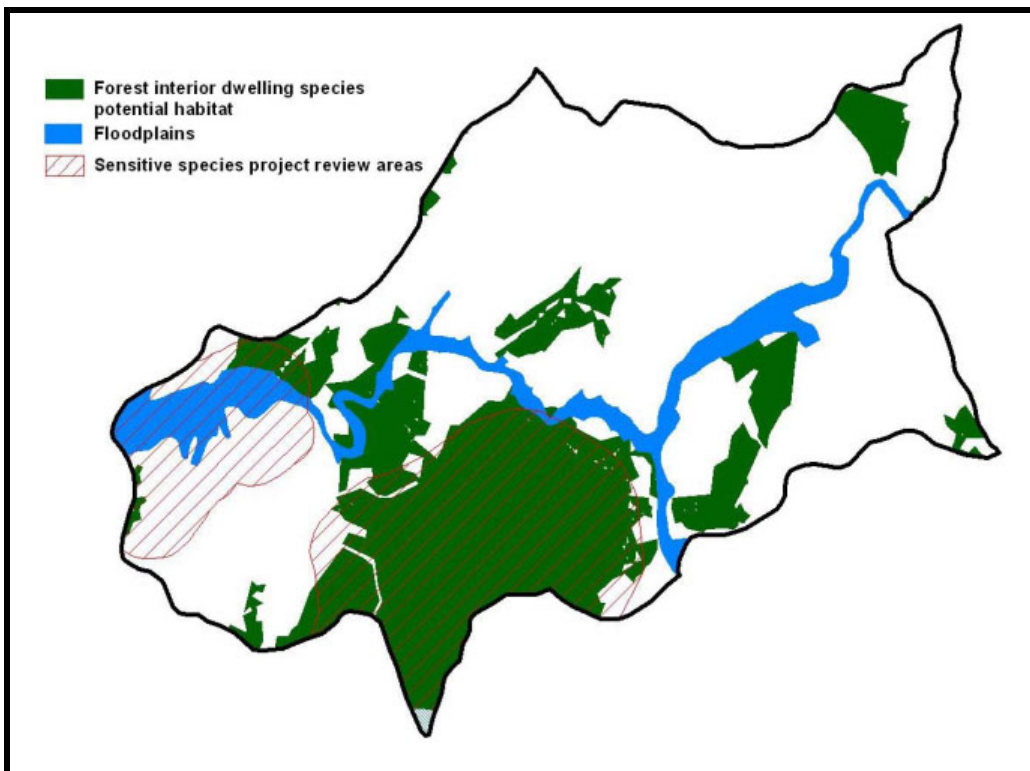 Forest interior dwelling species
potential habitat
Floodplains
Sensitive species project review areas